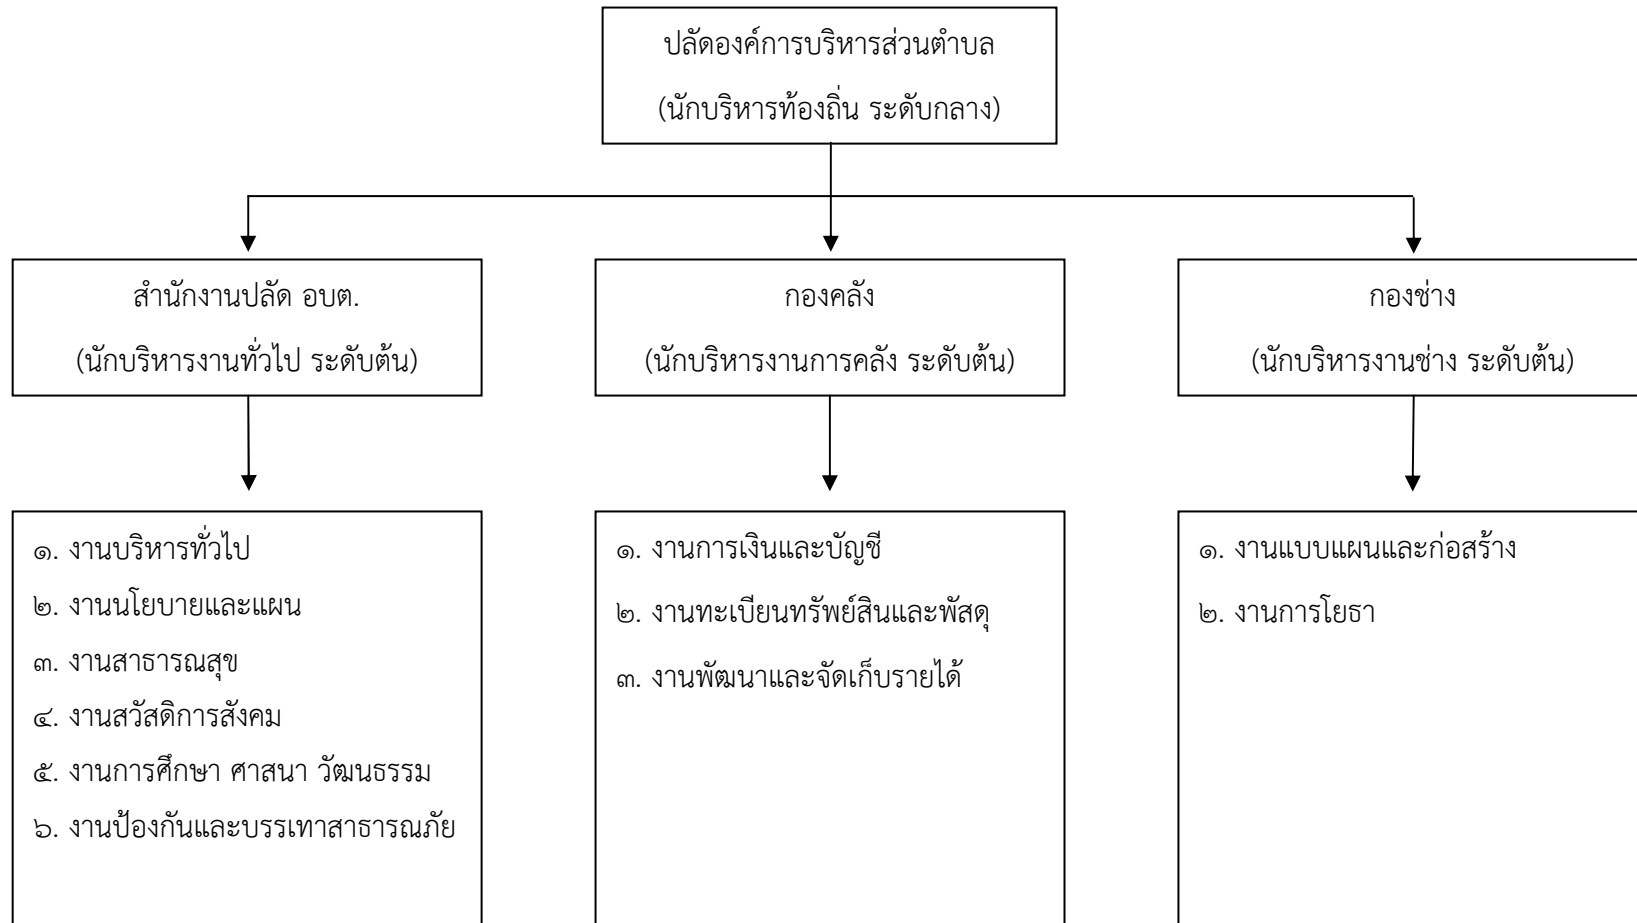 ปลัดองค์การบริหารส่วนตำบล
(นักบริหารท้องถิ่น ระดับกลาง)
สำนักงานปลัด อบต.
(นักบริหารงานทั่วไป ระดับต้น)
กองคลัง
(นักบริหารงานการคลัง ระดับต้น)
กองช่าง
(นักบริหารงานช่าง ระดับต้น)
๑. งานบริหารทั่วไป
๒. งานนโยบายและแผน
๓. งานสาธารณสุข
๔. งานสวัสดิการสังคม
๕. งานการศึกษา ศาสนา วัฒนธรรม
๖. งานป้องกันและบรรเทาสาธารณภัย
๑. งานการเงินและบัญชี
๒. งานทะเบียนทรัพย์สินและพัสดุ
๓. งานพัฒนาและจัดเก็บรายได้
๑. งานแบบแผนและก่อสร้าง
๒. งานการโยธา